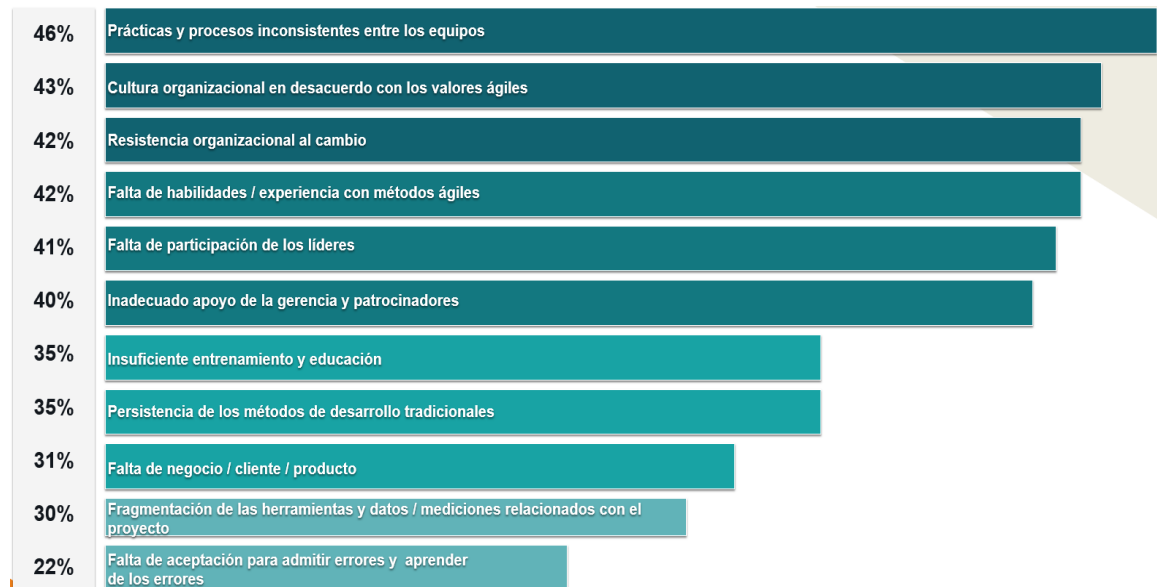 46% Prácticas y procesos inconsistentes entre los equipos
43% Cultura organizacional en desacuerdo con los valores ágiles
42% Resistencia organizacional al cambio
42% Falta de habilidades / experiencia con métodos ágiles
41% Falta de participación de los líderes
40% Inadecuado apoyo de la gerencia y patrocinadores
35% Insuficiente entrenamiento y educación
35% Persistencia de los métodos de desarrollo tradicionales
31% Falta de negocio / cliente / producto
30% Fragmentación de las herramientas y datos / mediciones relacionados con el
proyecto
22% Falta de aceptación para admitir errores y aprender
de los errores